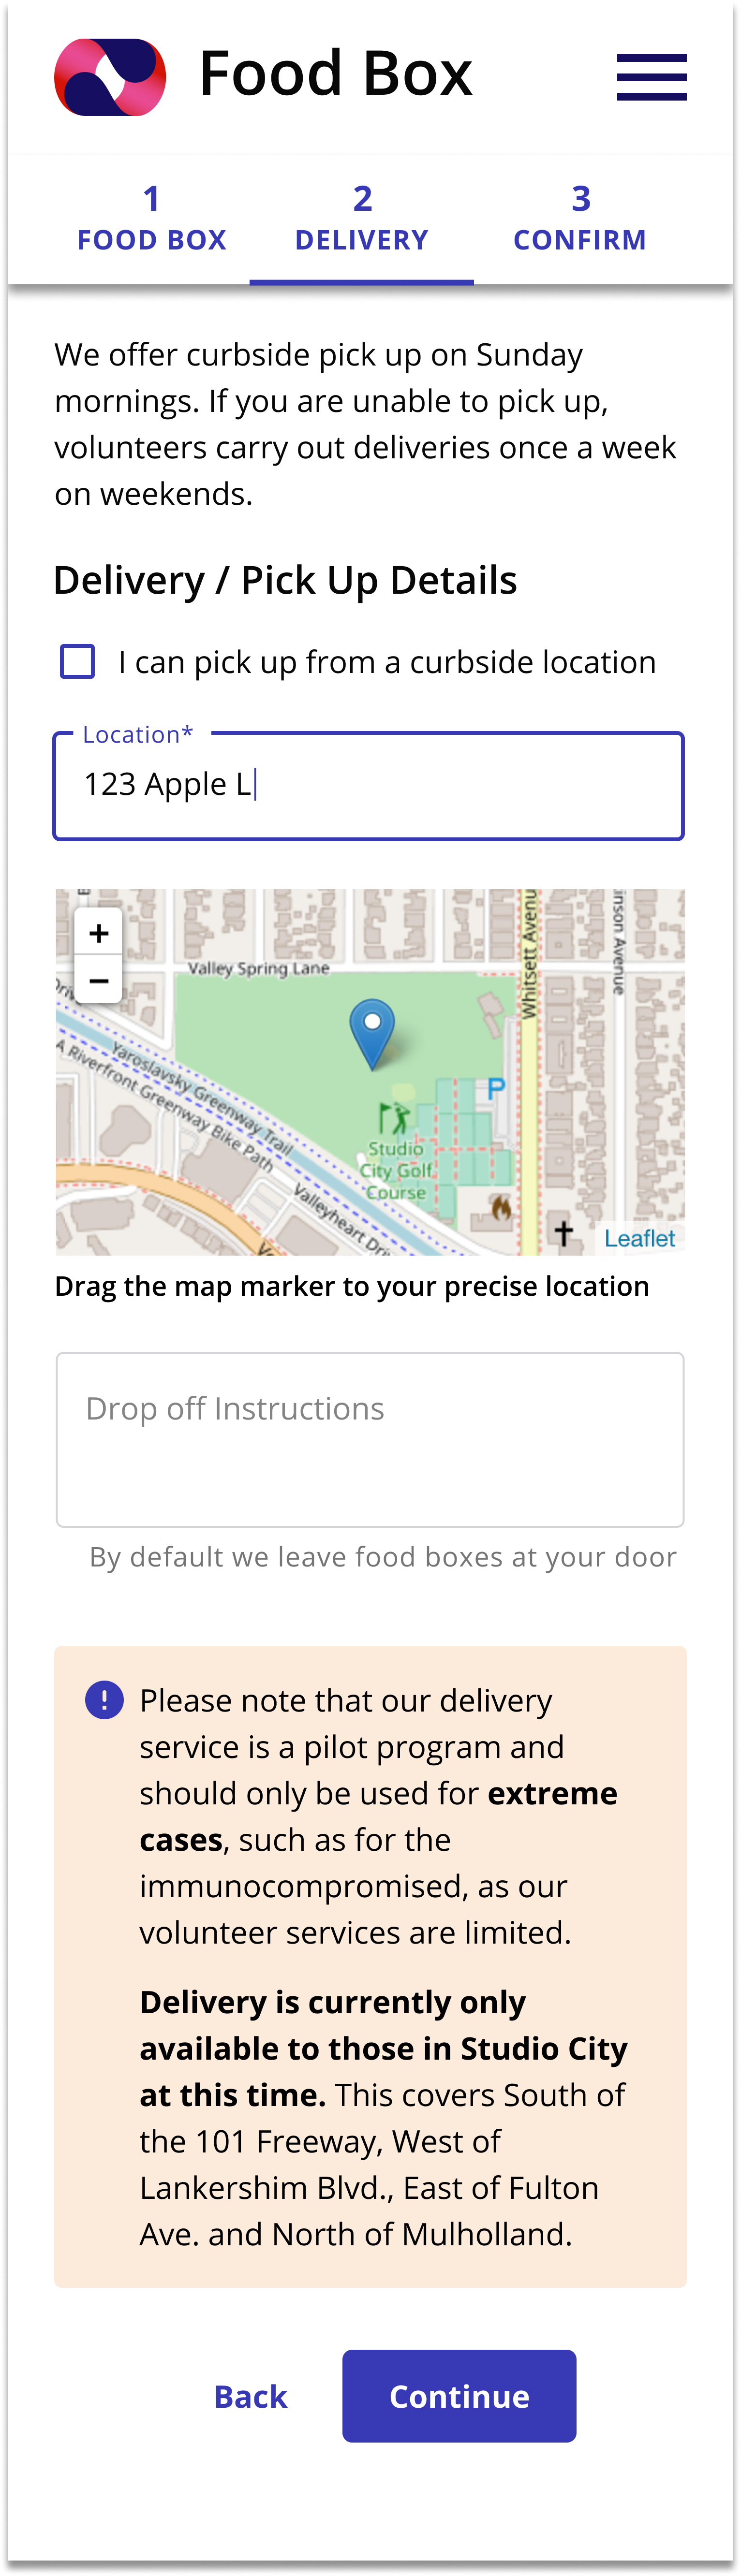 Food Box
1
FOOD BOX
2
DELIVERY
3
CONFIRM
We offer curbside pick up on Sunday
mornings. If you are unable to pick up,
volunteers carry out deliveries once a week
on weekends.
Delivery / Pick Up Details
I can pick up from a curbside location
Location*
123 Apple L
+
−
Valley Spring Lane
Whitsett Avenu
inson Avenue
Yaroslavsky Greenway Trail
A Riverfront Greenway Bike Path
Valleyheart Dri
P
Studio
City Golf
Course
Leaflet
Drag the map marker to your precise location
Drop off Instructions
By default we leave food boxes at your door
Please note that our delivery
service is a pilot program and
should only be used for extreme
cases, such as for the
immunocompromised, as our
volunteer services are limited.
Delivery is currently only
available to those in Studio City
at this time. This covers South of
the 101 Freeway, West of
Lankershim Blvd., East of Fulton
Ave. and North of Mulholland.
Back
Continue